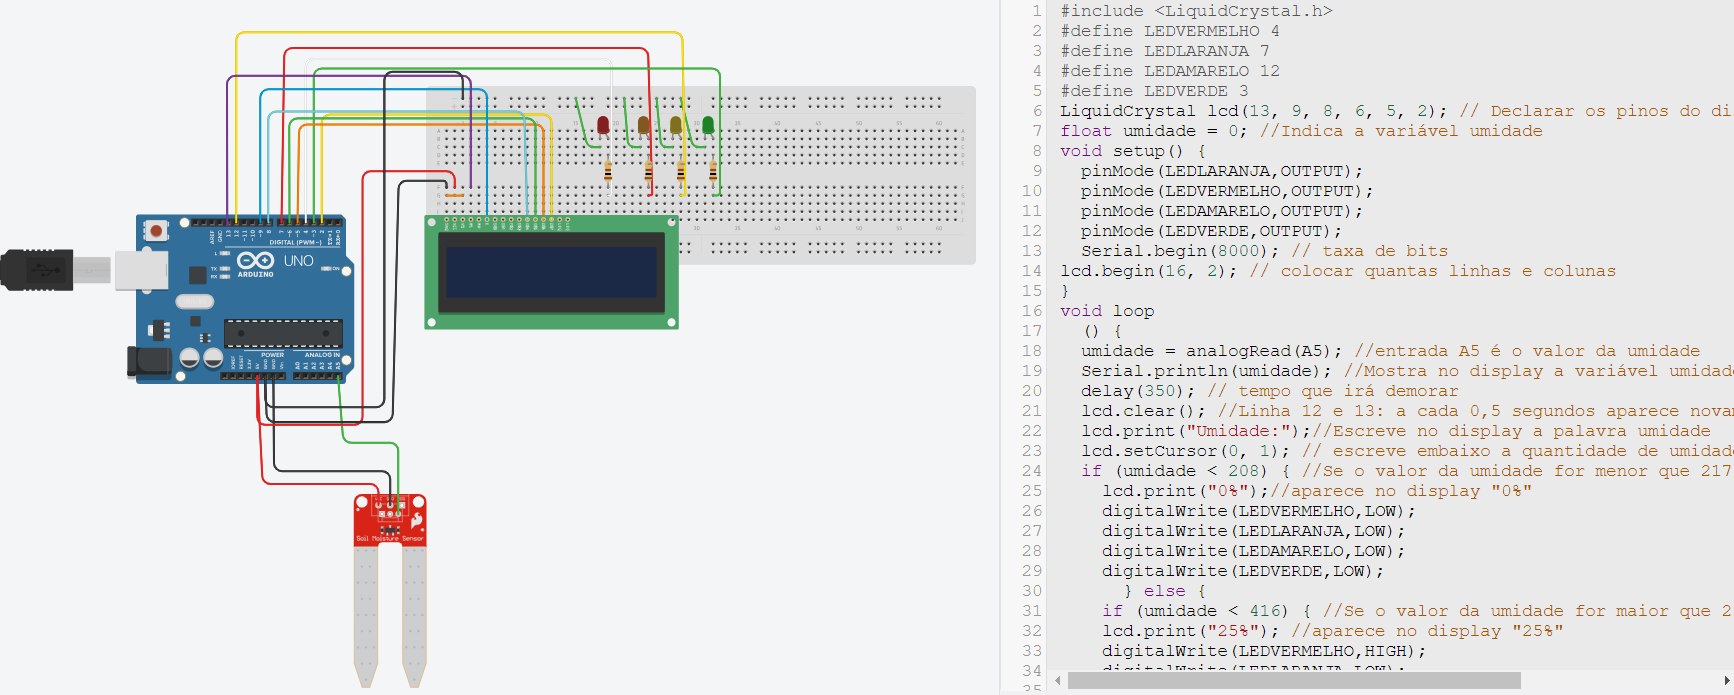 DIGITAL (PWM~)
UNO
ARDUINO
TX
RX
L
ON
POWER
ANALOG IN
Soil Moisture Sensor
1 #include <LiquidCrystal.h>
2 #define LEDVERMELHO 4
3 #define LEDLARANJA 7
4 #define LEDAMARELO 12
5 #define LEDVERDE 3
6 LiquidCrystal lcd(13, 9, 8, 6, 5, 2); // Declarar os pinos do di
7 float umidade = 0; //Indica a variável umidade
8 void setup() {
9 pinMode(LEDLARANJA,OUTPUT);
10 pinMode(LEDVERMELHO,OUTPUT);
11 pinMode(LEDAMARELO,OUTPUT);
12 pinMode(LEDVERDE,OUTPUT);
13 Serial.begin(8000); // taxa de bits
14 lcd.begin(16, 2); // colocar quantas linhas e colunas
15 }
16 void loop
17 () {
18 umidade = analogRead(A5); //entrada A5 é o valor da umidade
19 Serial.println(umidade); //Mostra no display a variável umidad
20 delay(350); // tempo que irá demorar
21 lcd.clear(); //Linha 12 e 13: a cada 0,5 segundos aparece nova
22 lcd.print("Umidade:");//Escreve no display a palavra umidade
23 lcd.setCursor(0, 1); // escreve embaixo a quantidade de umidad
24 if (umidade < 208) { //Se o valor da umidade for menor que 217
25 lcd.print("0%");//aparece no display "0%"
26 digitalWrite(LEDVERMELHO,LOW);
27 digitalWrite(LEDLARANJA,LOW);
28 digitalWrite(LEDAMARELO,LOW);
29 digitalWrite(LEDVERDE,LOW);
30 } else {
31 if (umidade < 416) { //Se o valor da umidade for maior que 2
32 lcd.print("25%"); //aparece no display "25%"
33 digitalWrite(LEDVERMELHO,HIGH);
34 digitalWrite(LEDLARANJA,LOW);
35